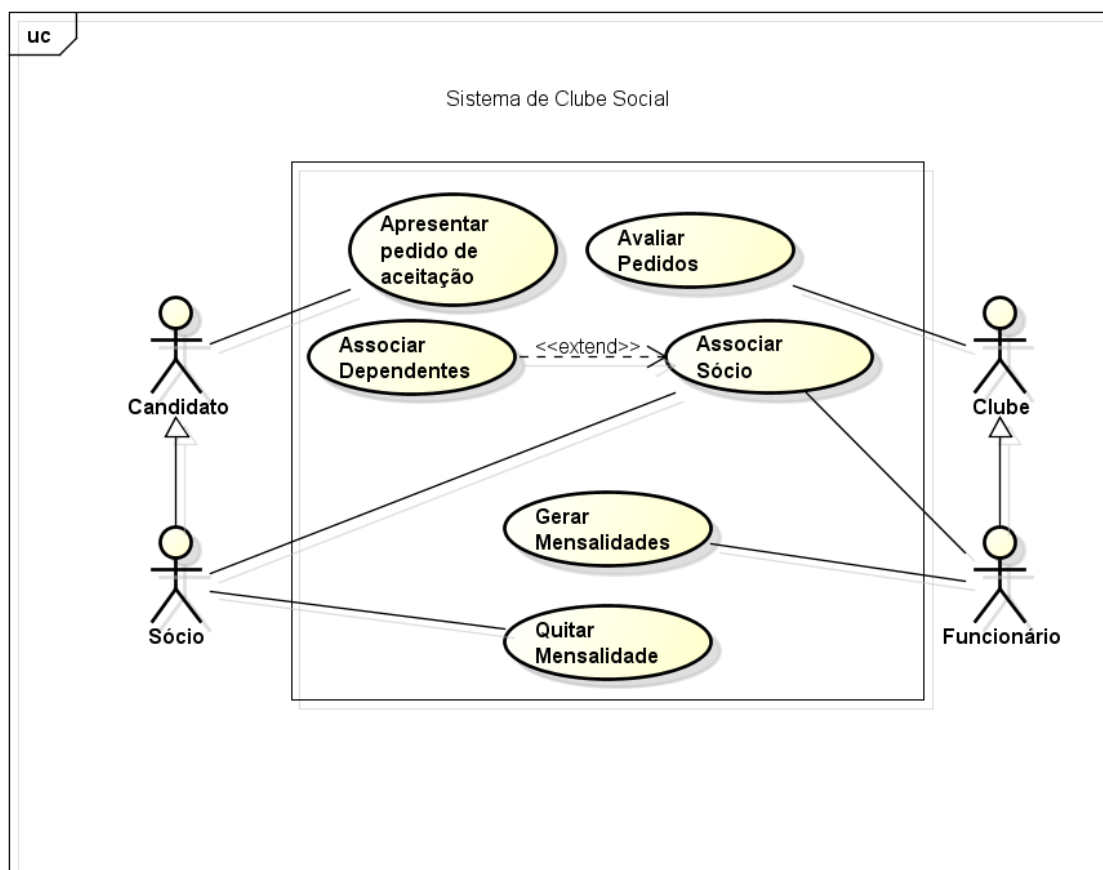 uc
Sistema de Clube Social
Apresentar
pedido de
aceitação
Avaliar
Pedidos
Associar
Dependentes
<<extend>>
Associar
Sócio
Candidato
Clube
Gerar
Mensalidades
Sócio
Quitar
Mensalidade
Funcionário